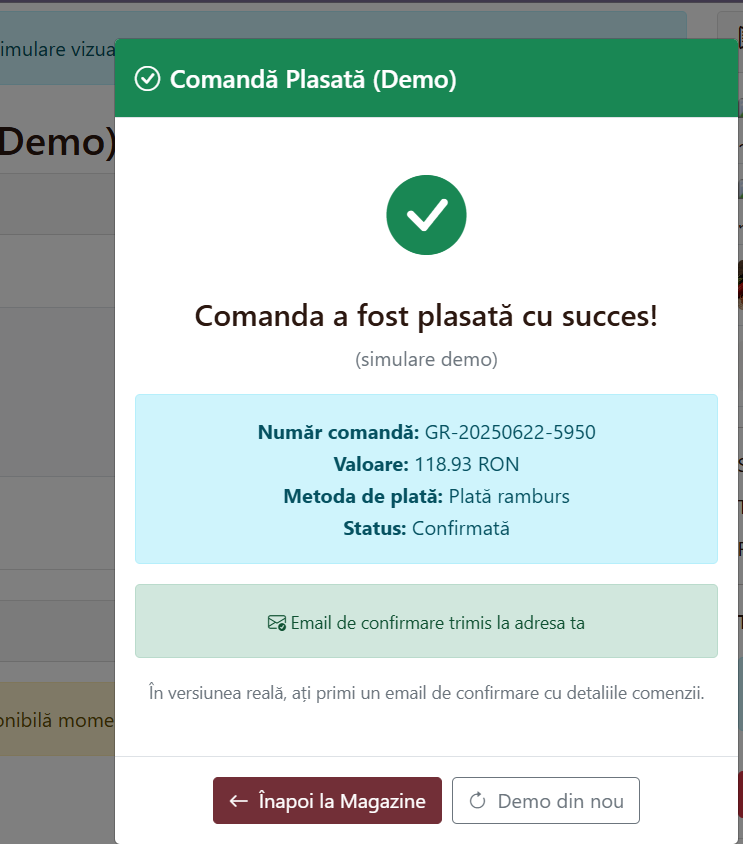 imulare vizua
Comandă Plasată (Demo)
Demo)
Comanda a fost plasată cu succes!
(simulare demo)
Număr comandă: GR-20250622-5950
Valoare: 118.93 RON
Metoda de plată: Plată ramburs
Status: Confirmată
Email de confirmare trimis la adresa ta
În versiunea reală, ați primi un email de confirmare cu detaliile comenzii.
onibilă mome
Înapoi la Magazine
Demo din nou